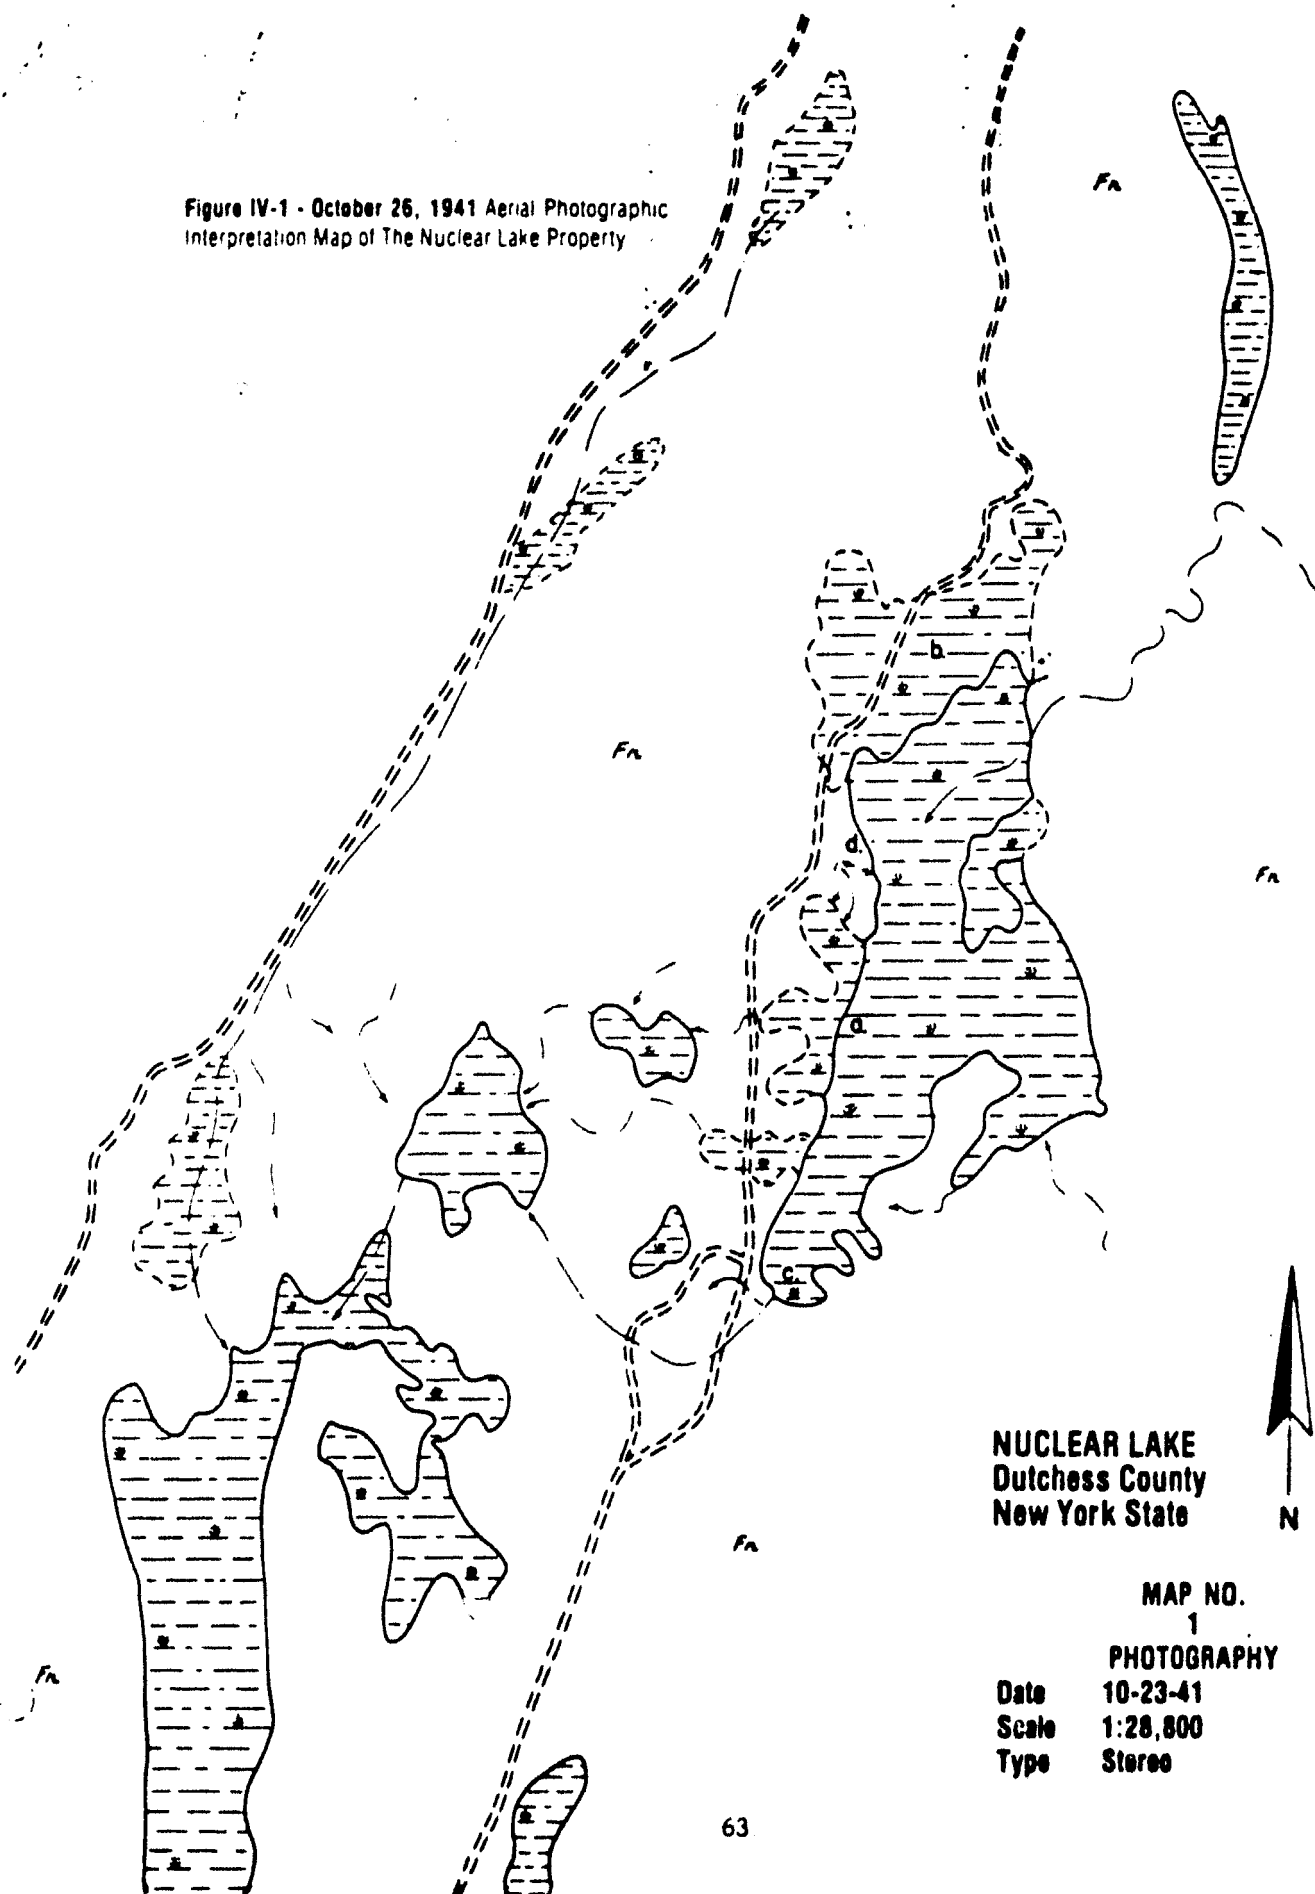 Figure IV-1 - October 26, 1941 Aerial Photographic
Interpretation Map of The Nuclear Lake Property
Fn
Fn
b
d.
Fn
a
c.
NUCLEAR LAKE
Dutchess County
New York State
N
Fn
MAP NO.
1
PHOTOGRAPHY
Fn
Date 10-23-41
Scale 1:28,800
Type Stereo
63